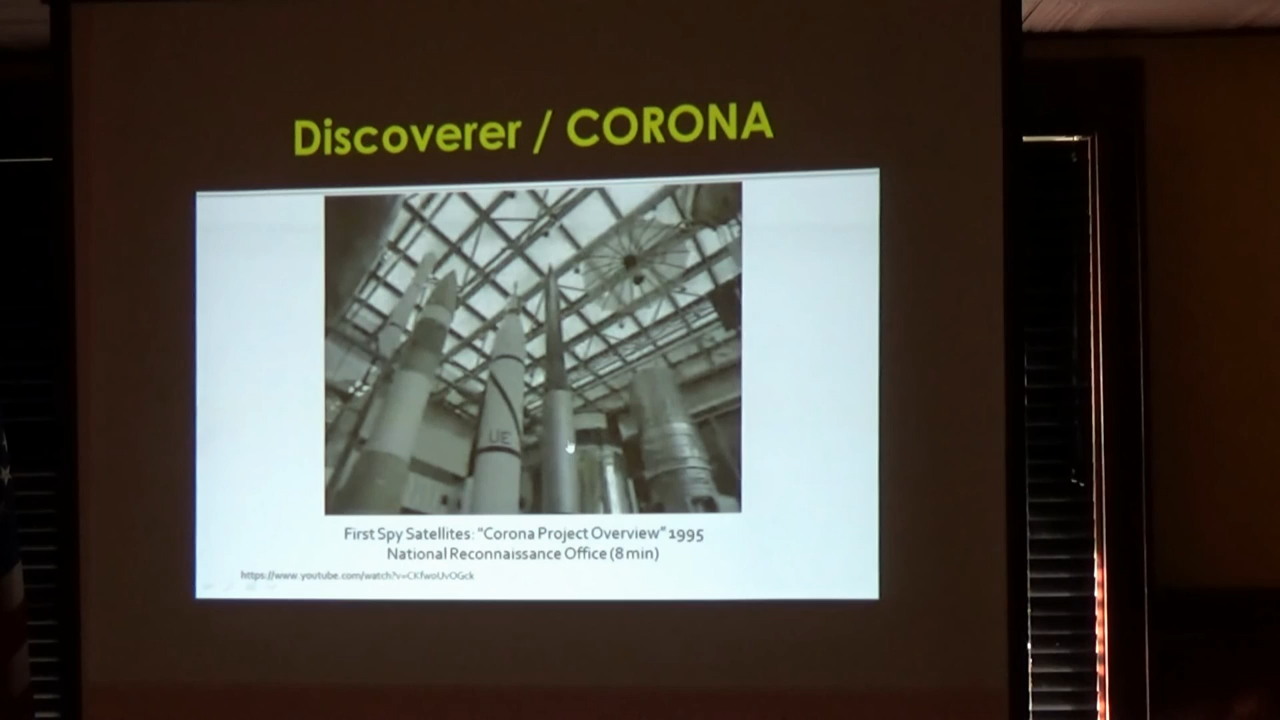 Discoverer / CORONA
UE
First Spy Satellites: "Corona Project Overview" 1995
National Reconnaissance Office (8 min)
https://www.youtube.com/watch?v=CKfwoUvOGck